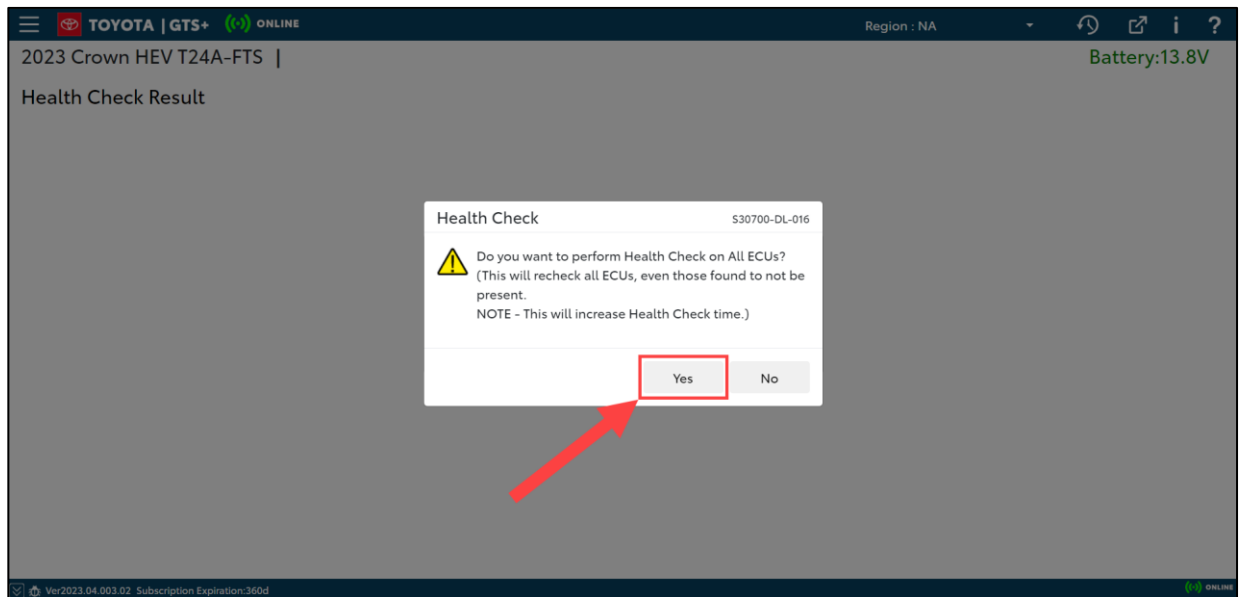 TOYOTA | GTS+ ONLINE Region : NA i ?
2023 Crown HEV T24A-FTS | Battery:13.8V
Health Check Result
Health Check S30700-DL-016
Do you want to perform Health Check on All ECUs?
(This will recheck all ECUs, even those found to not be
present.
NOTE - This will increase Health Check time.)
Yes No
Ver2023.04.003.02 Subscription Expiration:360d ONLINE